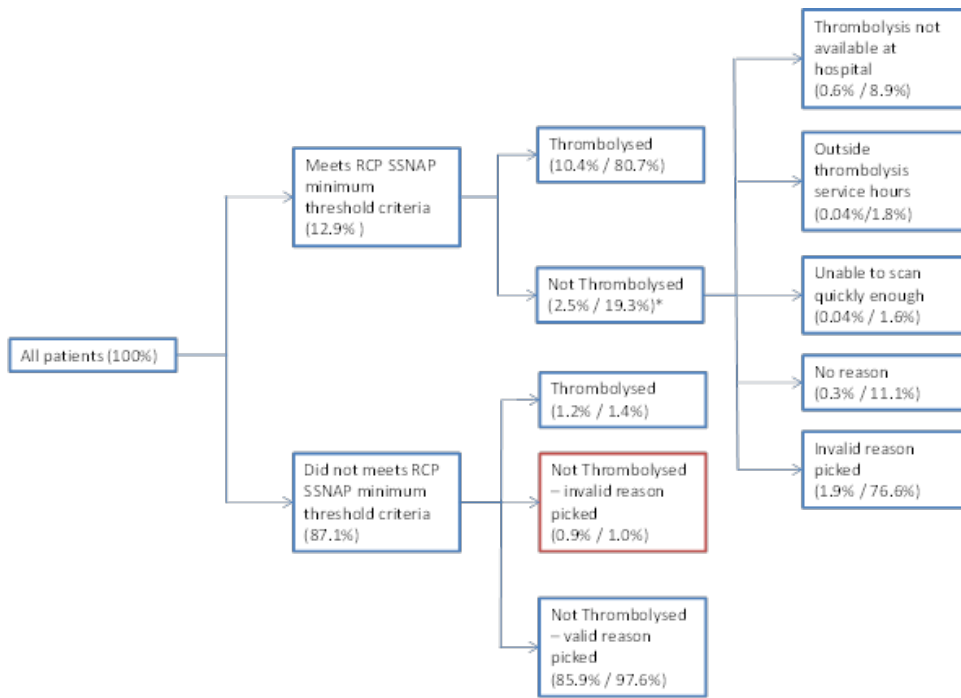 All patients (100%)
Meets RCP SSNAP
minimum
threshold criteria
(12.9% )
Did not meets RCP
SSNAP minimum
threshold criteria
(87.1%)
Thrombolysed
(10.4% / 80.7%)
Not Thrombolysed
(2.5% / 19.3%)*
Thrombolysed
(1.2% / 1.4%)
Not Thrombolysed
– invalid reason
picked
(0.9% / 1.0%)
Not Thrombolysed
– valid reason
picked
(85.9% / 97.6%)
Thrombolysis not
available at
hospital
(0.6% / 8.9%)
Outside
thrombolysis
service hours
(0.04%/1.8%)
Unable to scan
quickly enough
(0.04% / 1.6%)
No reason
(0.3% / 11.1%)
Invalid reason
picked
(1.9% / 76.6%)